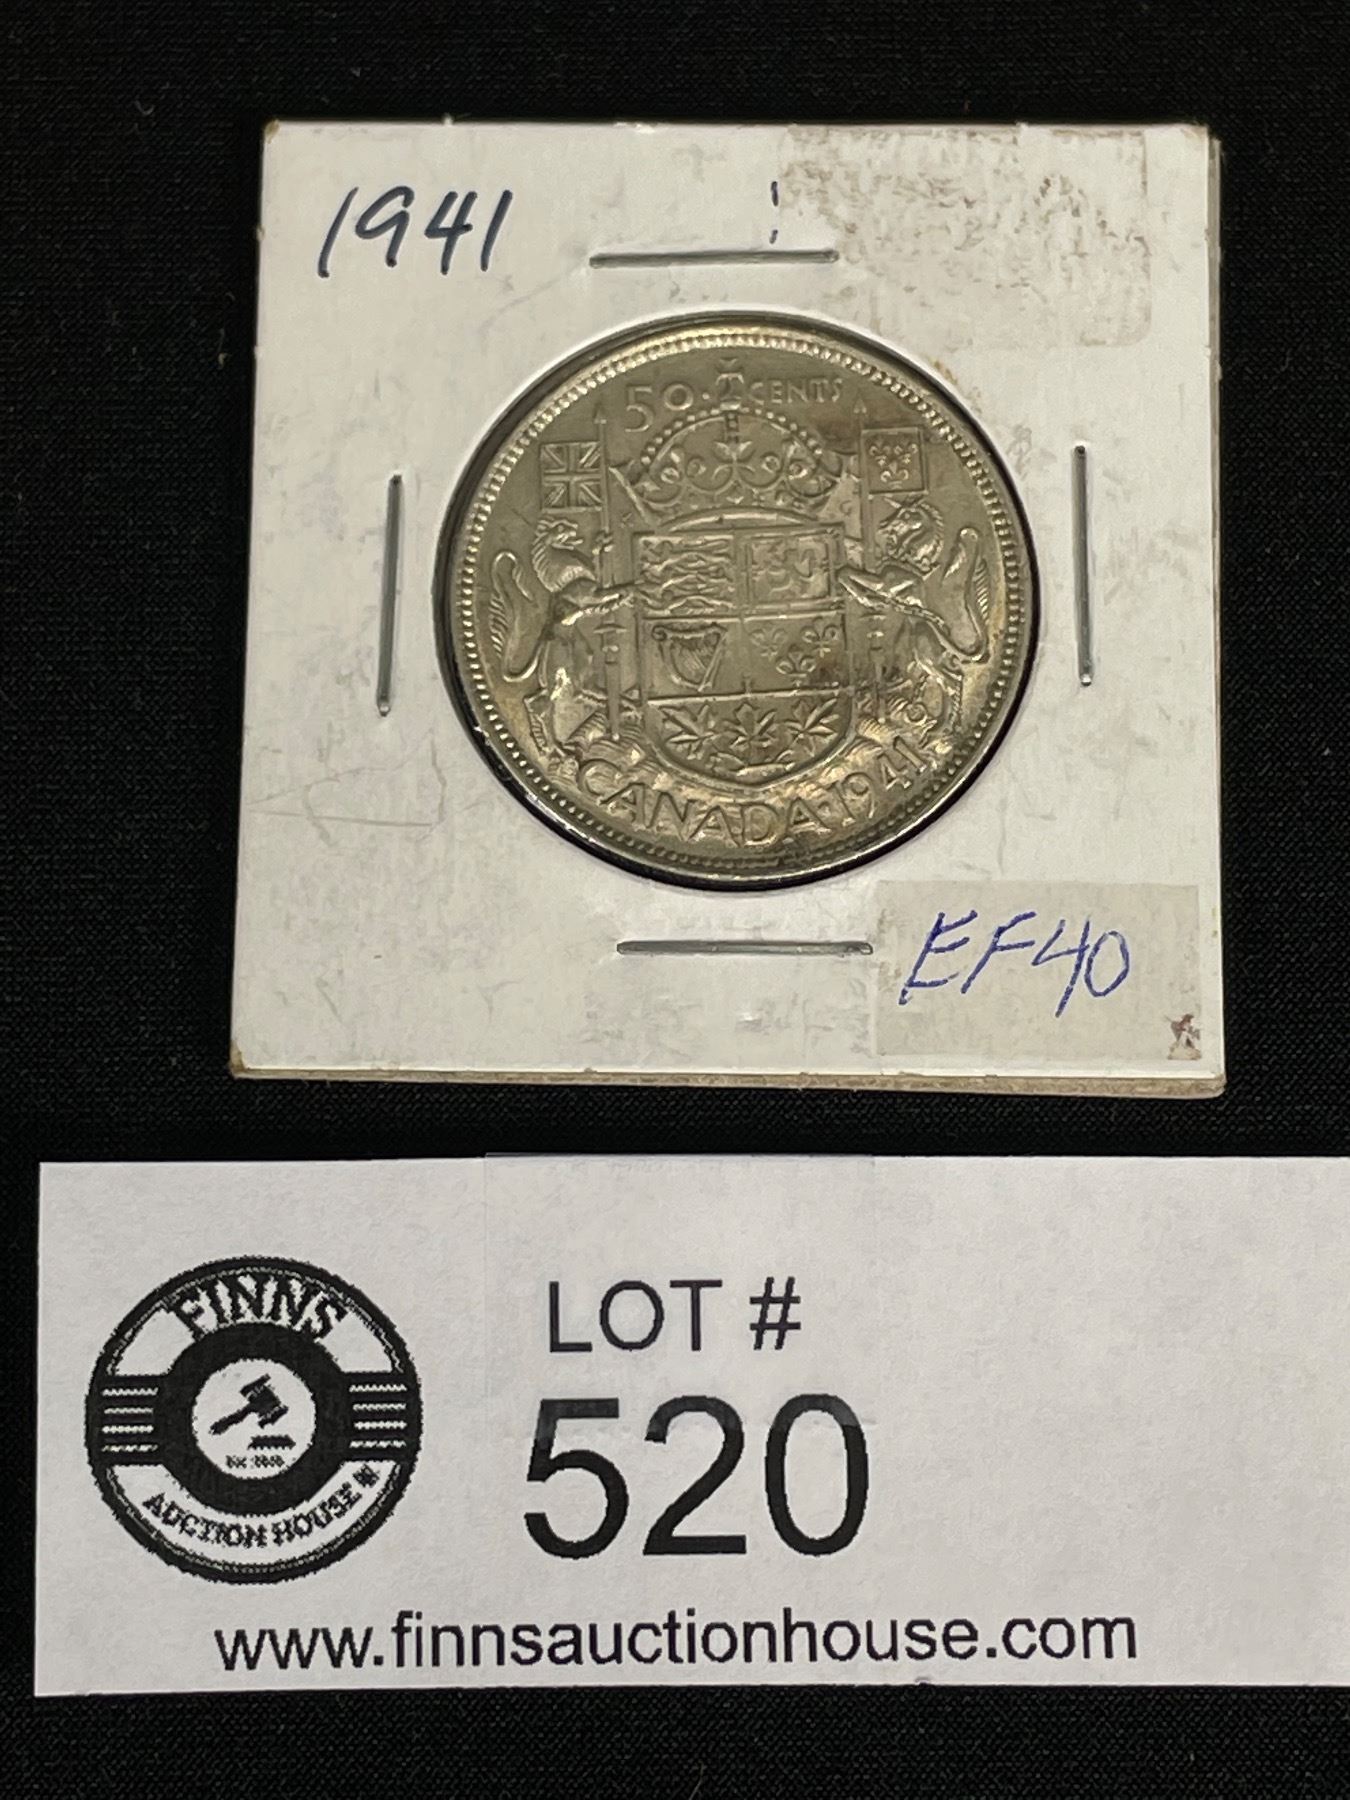 1941
50 · CENTS
CANADA · 1941
EF40
FINNS
AUCTION HOUSE
LOT #
520
www.finnsauctionhouse.com